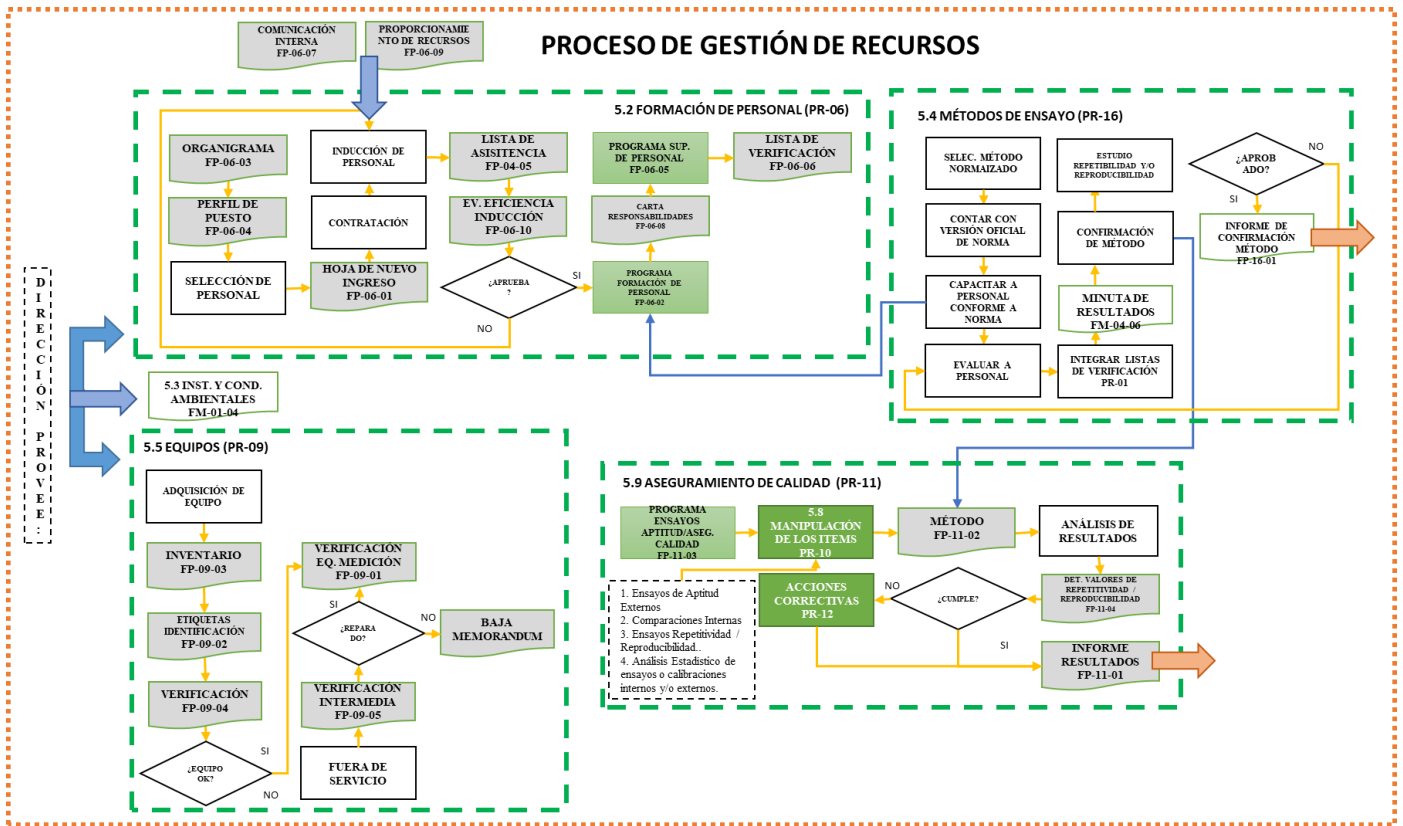 COMUNICACIÓN
INTERNA
FP-06-07
PROPORCIONAMIE
NTO DE RECURSOS
FP-06-09
PROCESO DE GESTIÓN DE RECURSOS
5.2 FORMACIÓN DE PERSONAL (PR-06)
ORGANIGRAMA
FP-06-03
PERFIL DE
PUESTO
FP-06-04
SELECCIÓN DE
PERSONAL
INDUCCIÓN DE
PERSONAL
CONTRATACIÓN
HOJA DE NUEVO
INGRESO
FP-06-01
LISTA DE
ASISITENCIA
FP-04-05
EV. EFICIENCIA
INDUCCIÓN
FP-06-10
¿APRUEBA
?
SI
NO
PROGRAMA SUP.
DE PERSONAL
FP-06-05
CARTA
RESPONSABILIDADES
FP-06-08
PROGRAMA
FORMACIÓN DE
PERSONAL
FP-06-02
LISTA DE
VERIFICACIÓN
FP-06-06
5.4 MÉTODOS DE ENSAYO (PR-16)
SELEC. MÉTODO
NORMAIZADO
CONTAR CON
VERSIÓN OFICIAL
DE NORMA
CAPACITAR A
PERSONAL
CONFORME A
NORMA
EVALUAR A
PERSONAL
ESTUDIO
REPETIBILIDAD Y/O
REPRODUCIBILIDAD
CONFIRMACIÓN
DE MÉTODO
MINUTA DE
RESULTADOS
FM-04-06
INTEGRAR LISTAS
DE VERIFICACIÓN
PR-01
¿APROB
ADO?
NO
SI
INFORME DE
CONFIRMACIÓN
MÉTODO
FP-16-01
DIRECCIÓN PROVEE:
5.3 INST. Y COND.
AMBIENTALES
FM-01-04
5.5 EQUIPOS (PR-09)
ADQUISICIÓN DE
EQUIPO
INVENTARIO
FP-09-03
ETIQUETAS
IDENTIFICACIÓN
FP-09-02
VERIFICACIÓN
FP-09-04
¿EQUIPO
OK?
SI
NO
VERIFICACIÓN
EQ. MEDICIÓN
FP-09-01
SI
¿REPARA
DO?
NO
VERIFICACIÓN
INTERMEDIA
FP-09-05
FUERA DE
SERVICIO
BAJA
MEMORANDUM
5.9 ASEGURAMIENTO DE CALIDAD (PR-11)
PROGRAMA
ENSAYOS
APTITUD/ASEG.
CALIDAD
FP-11-03
5.8
MANIPULACIÓN
DE LOS ITEMS
PR-10
MÉTODO
FP-11-02
ANÁLISIS DE
RESULTADOS
1. Ensayos de Aptitud
Externos
2. Comparaciones Internas
3. Ensayos Repetitividad /
Reproducibilidad..
4. Análisis Estadístico de
ensayos o calibraciones
internos y/o externos.
ACCIONES
CORRECTIVAS
PR-12
NO
¿CUMPLE?
SI
DET. VALORES DE
REPETITIVIDAD /
REPRODUCIBILIDAD
FP-11-04
INFORME
RESULTADOS
FP-11-01